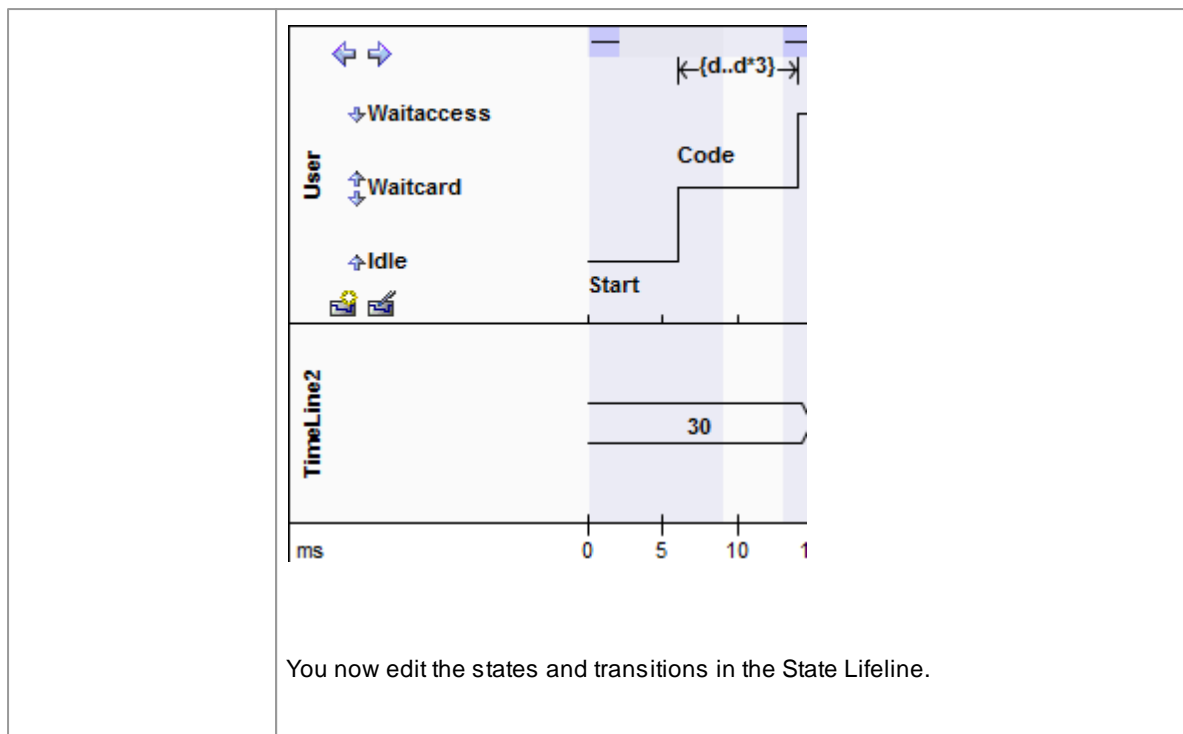 {d..d*3}
Waitaccess
Code
User
Waitcard
Idle
Start
TimeLine2
30
ms
0 5 10 1
You now edit the states and transitions in the State Lifeline.